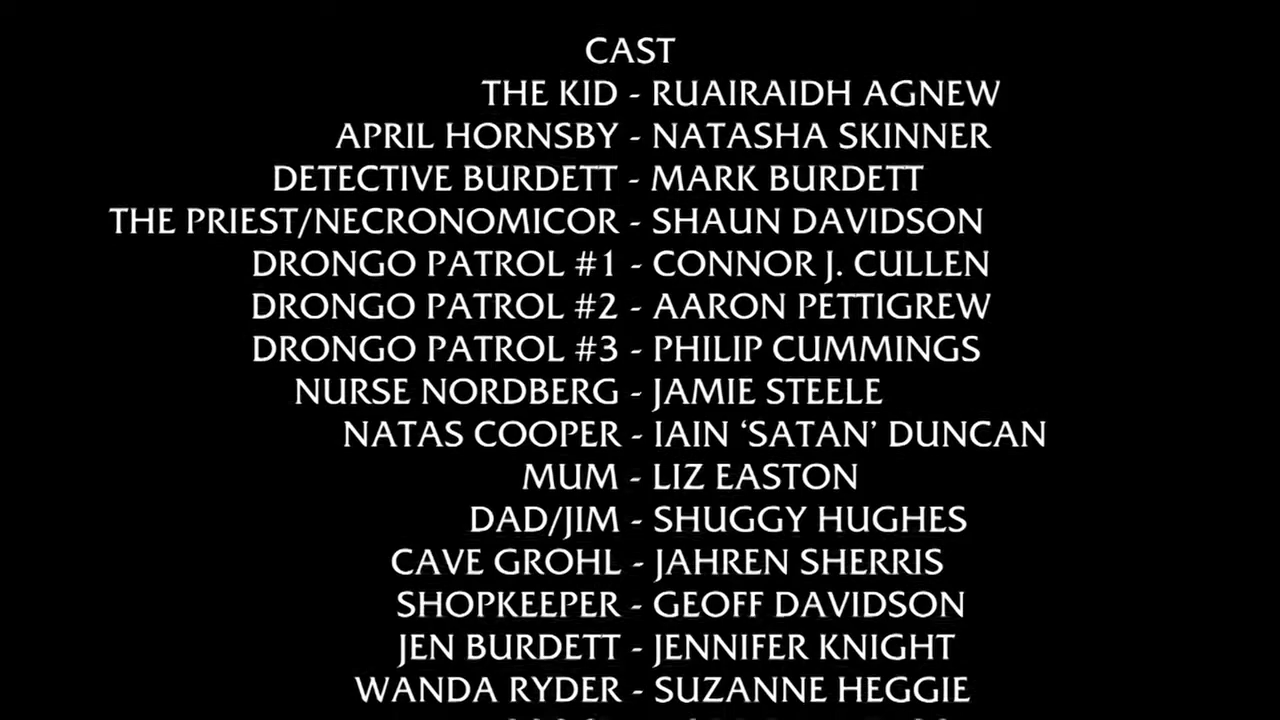 CAST
THE KID - RUAIRAIDH AGNEW
APRIL HORNSBY - NATASHA SKINNER
DETECTIVE BURDETT - MARK BURDETT
THE PRIEST/NECRONOMICOR - SHAUN DAVIDSON
DRONGO PATROL #1 - CONNOR J. CULLEN
DRONGO PATROL #2 - AARON PETTIGREW
DRONGO PATROL #3 - PHILIP CUMMINGS
NURSE NORDBERG - JAMIE STEELE
NATAS COOPER - IAIN ‘SATAN’ DUNCAN
MUM - LIZ EASTON
DAD/JIM - SHUGGY HUGHES
CAVE GROHL - JAHREN SHERRIS
SHOPKEEPER - GEOFF DAVIDSON
JEN BURDETT - JENNIFER KNIGHT
WANDA RYDER - SUZANNE HEGGIE